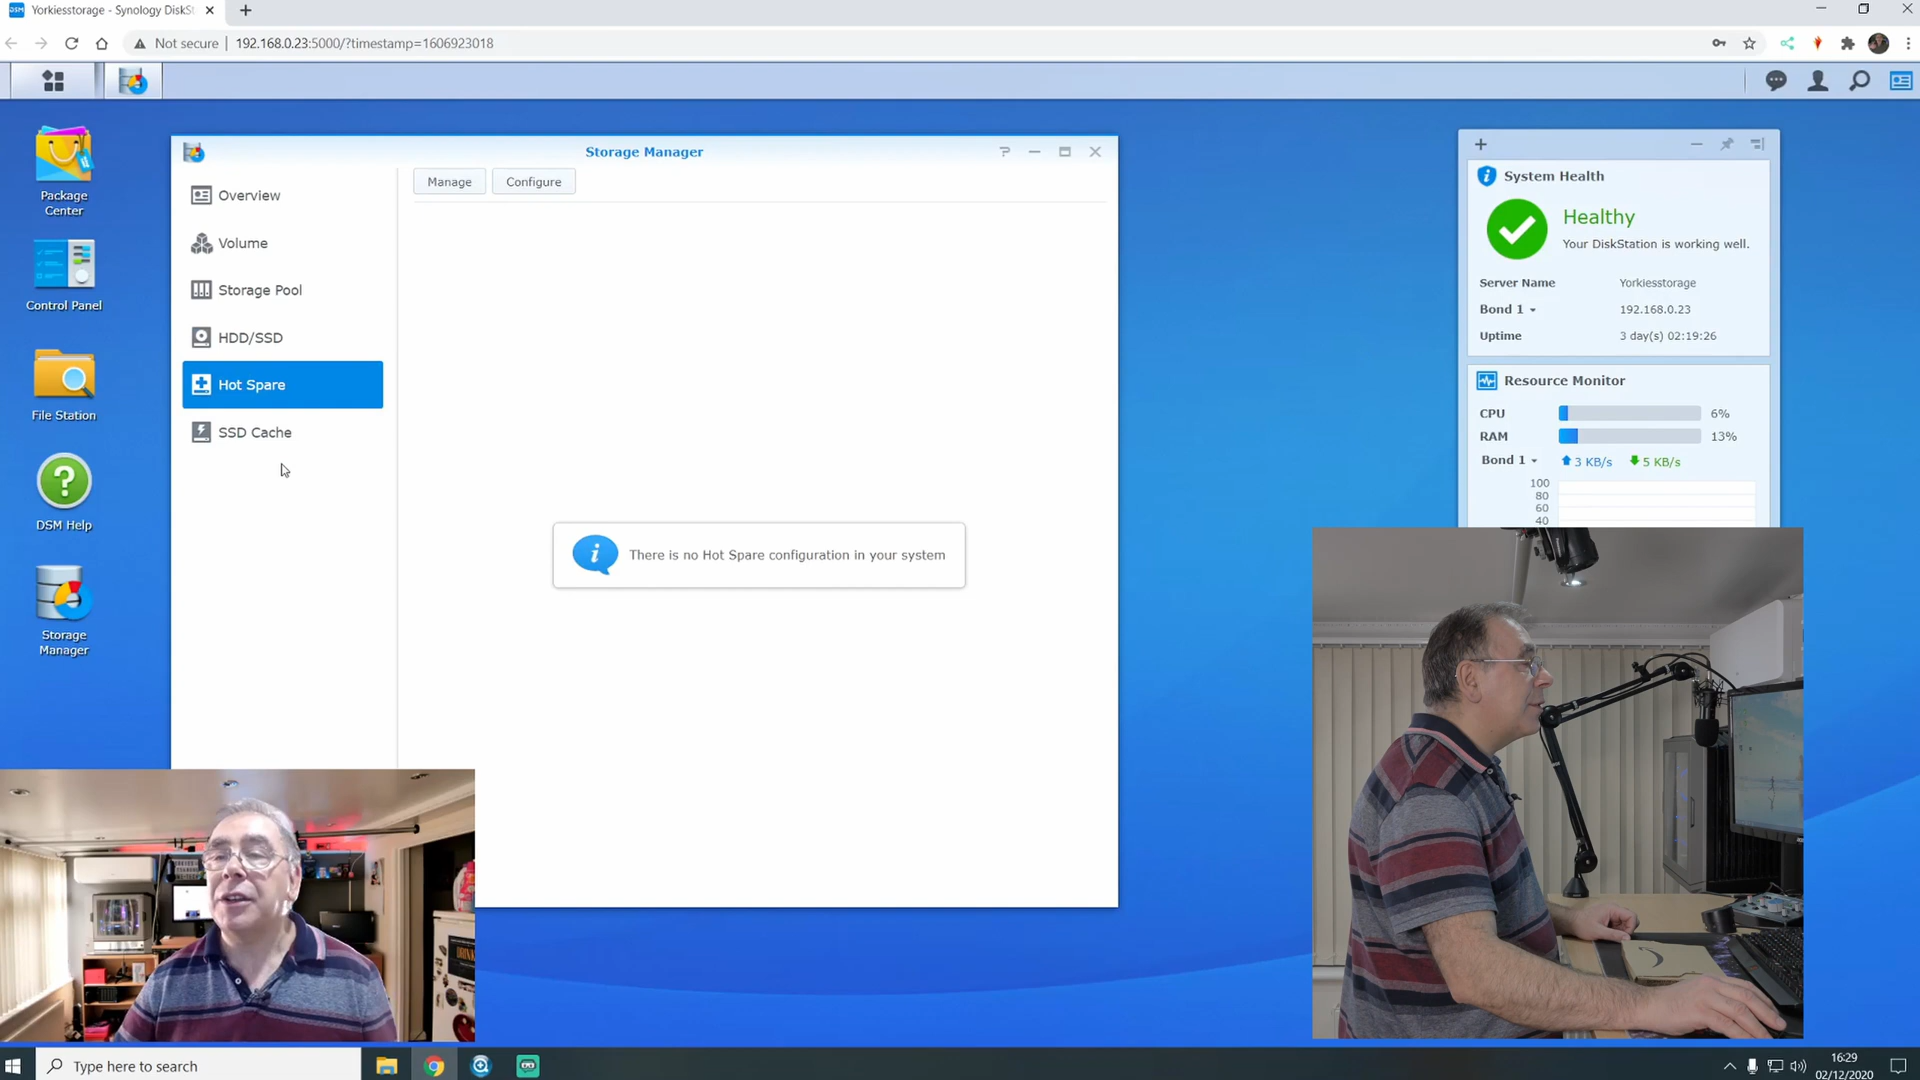 Yorkiesstorage - Synology DiskSt
Not secure
192.168.0.23:5000/?timestamp=1606923018
Package
Center
Control Panel
File Station
DSM Help
Storage
Manager
Storage Manager
Overview
Volume
Storage Pool
HDD/SSD
Hot Spare
SSD Cache
Manage
Configure
There is no Hot Spare configuration in your system
System Health
Healthy
Your DiskStation is working well.
Server Name Yorkiesstorage
Bond 1 192.168.0.23
Uptime 3 day(s) 02:19:26
Resource Monitor
CPU 6%
RAM 13%
Bond 1 3 KB/s 5 KB/s
100
80
60
40
Type here to search
16:29
02/12/2020